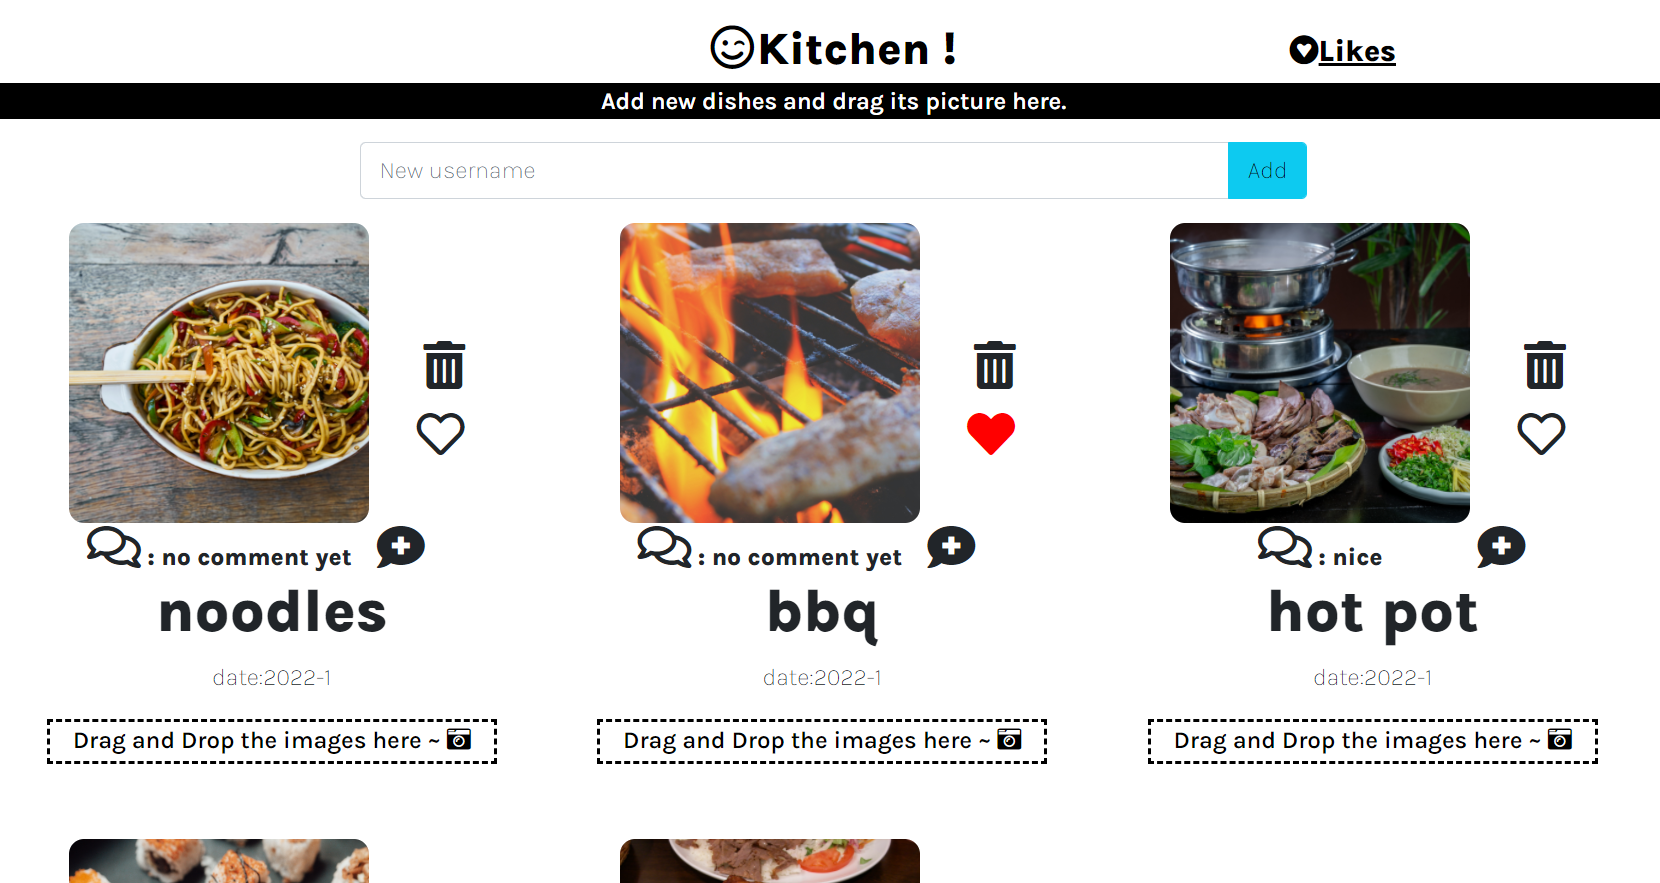 Kitchen !
Likes
Add new dishes and drag its picture here.
New username
Add
: no comment yet
: no comment yet
: nice
noodles
bbq
hot pot
date:2022-1
date:2022-1
date:2022-1
Drag and Drop the images here ~
Drag and Drop the images here ~
Drag and Drop the images here ~